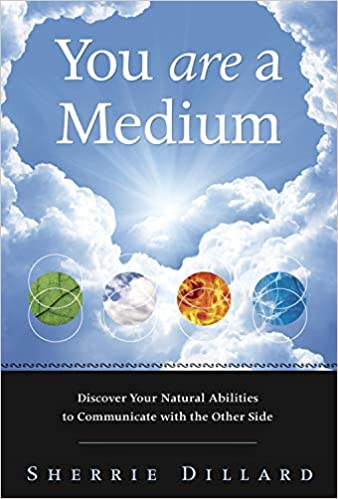 You are a
Medium
Discover Your Natural Abilities
to Communicate with the Other Side
SHERRIE DILLARD